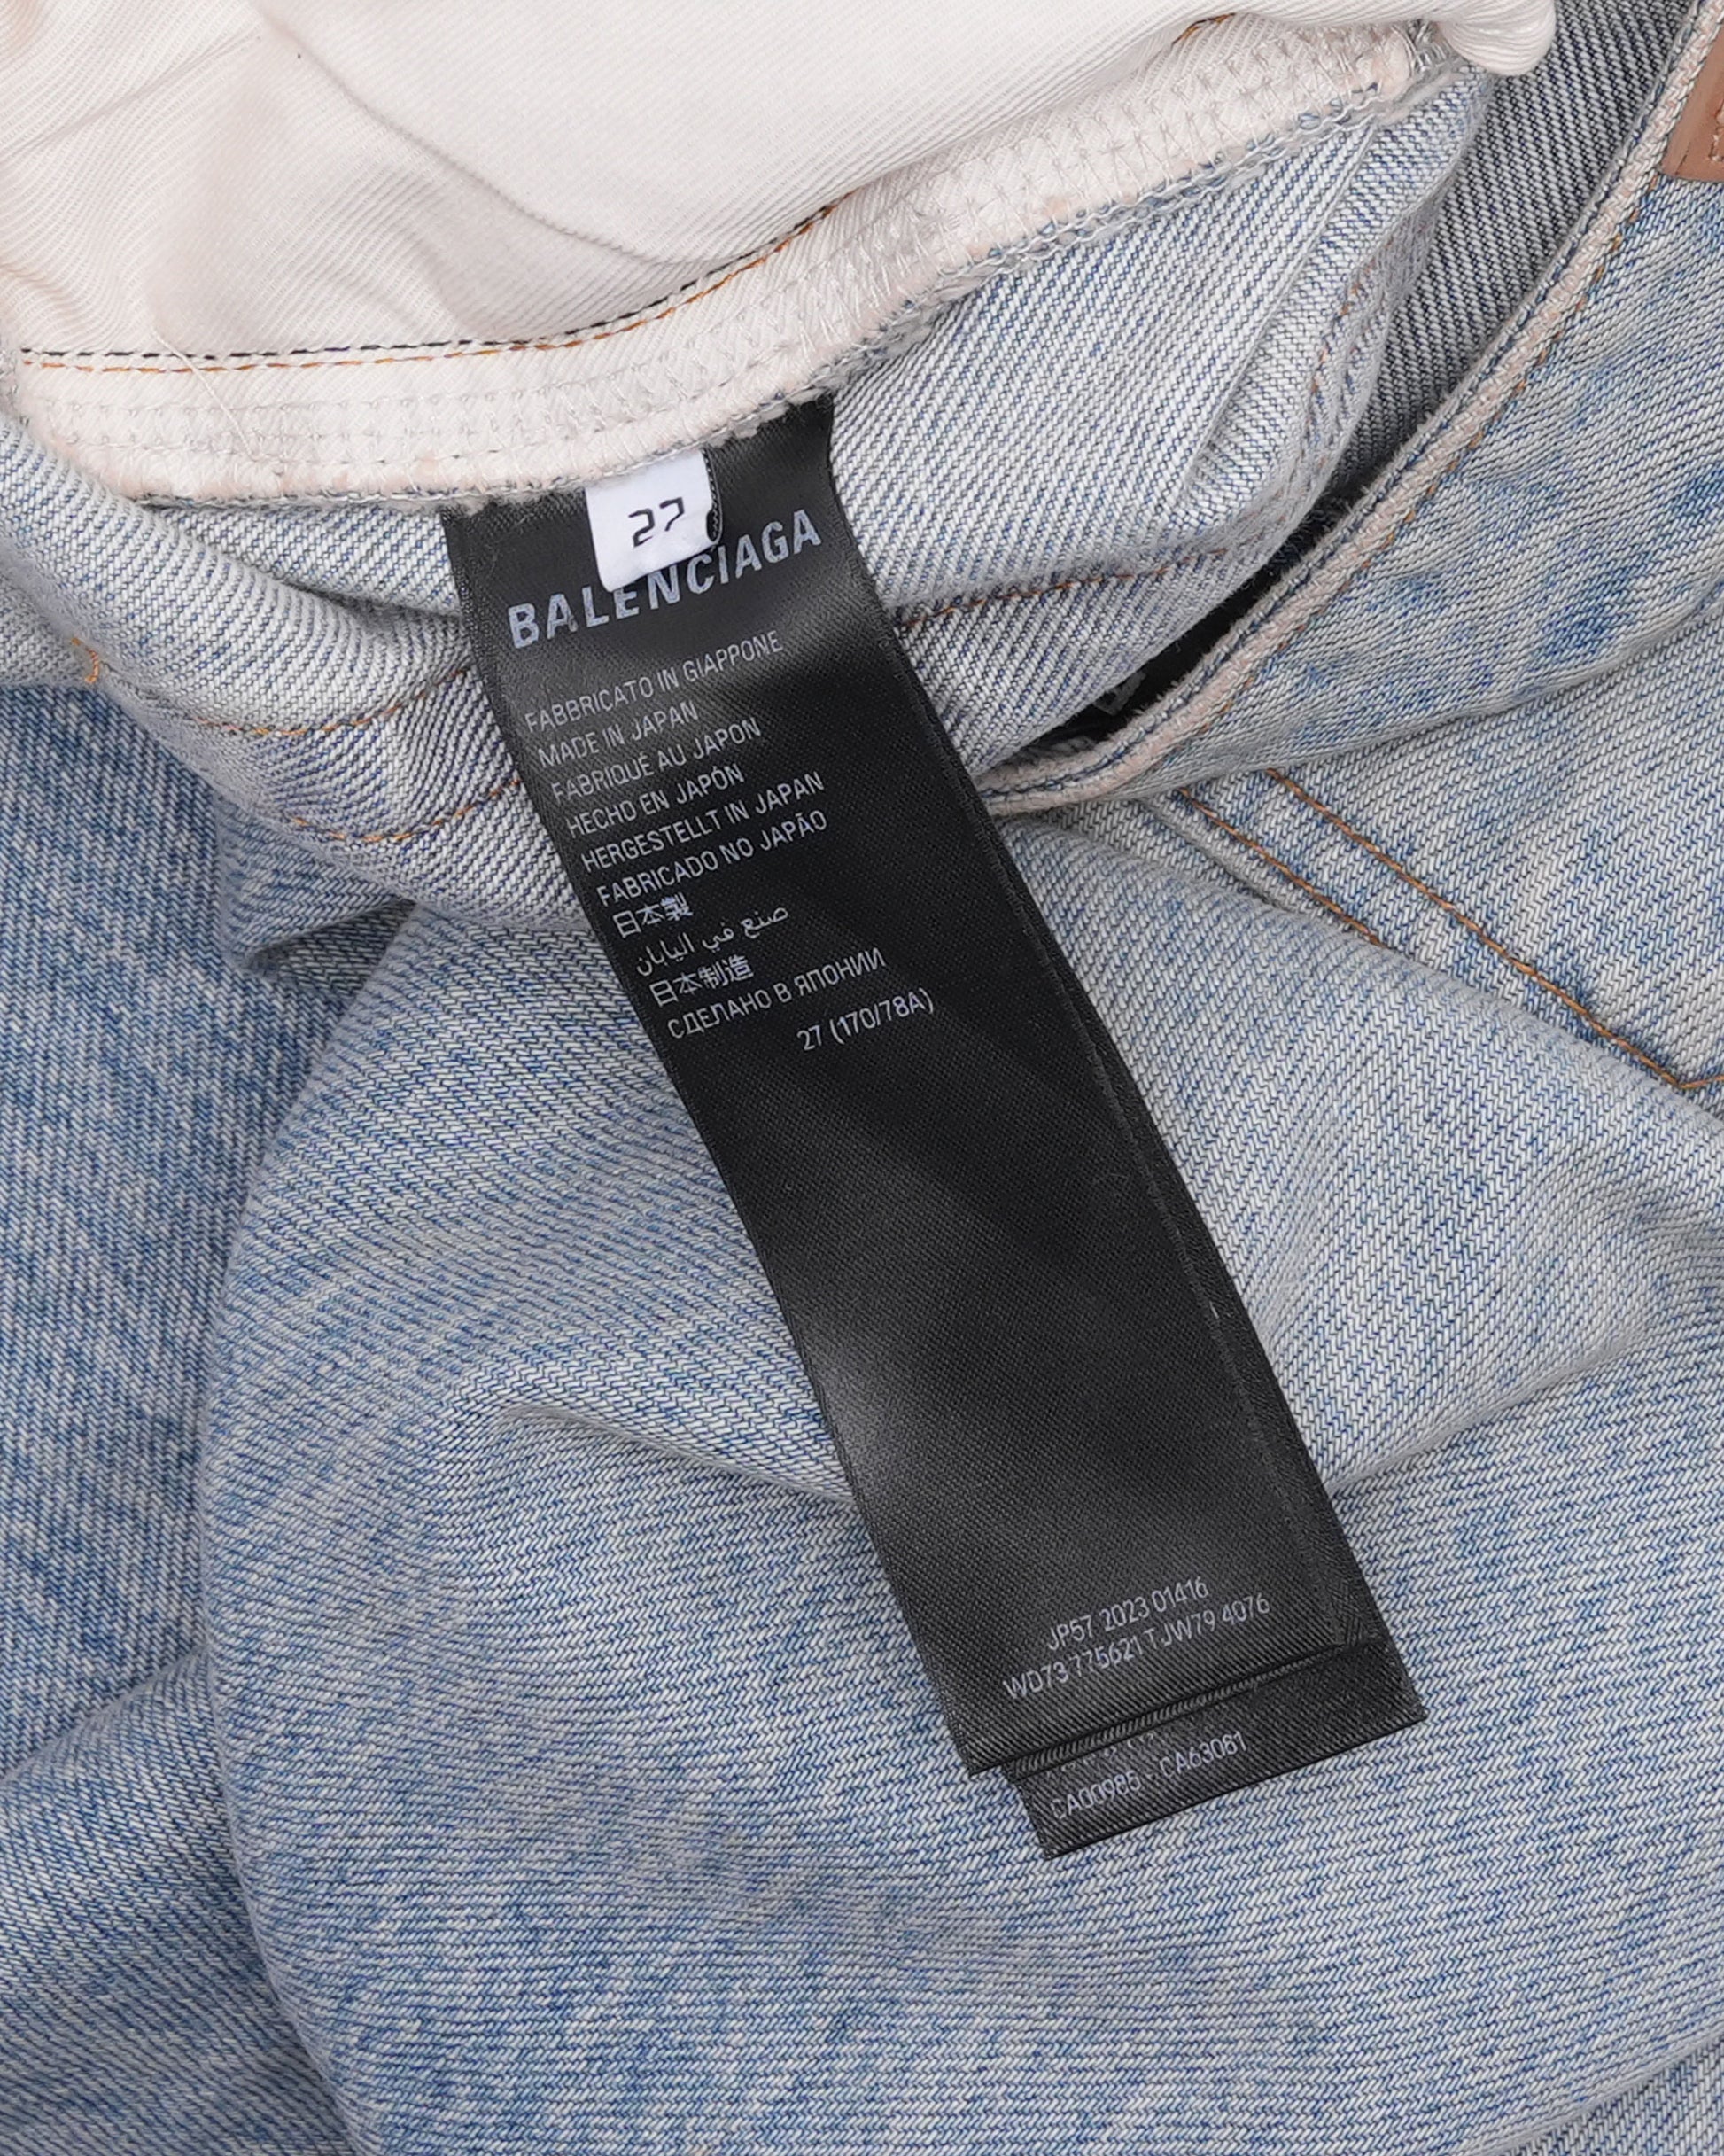 27
BALENCIAGA
FABBRICATO IN GIAPPONE
MADE IN JAPAN
FABRIQUÉ AU JAPON
HECHO EN JAPÓN
HERGESTELLT IN JAPAN
FABRICADO NO JAPÃO
日本製
صنع في اليابان
日本制造
СДЕЛАНО В ЯПОНИИ
27 (170/78A)
JP57 2023 01416
WD73 775621 TJW79 4076
CA00986 - CA63081